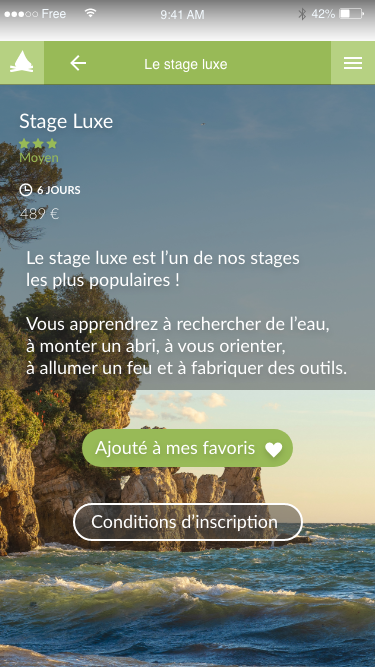 Free 9:41 AM 42%
Le stage luxe
Stage Luxe
Moyen
6 JOURS
489 €
Le stage luxe est l'un de nos stages
les plus populaires !
Vous apprendrez à rechercher de l'eau,
à monter un abri, à vous orienter,
à allumer un feu et à fabriquer des outils.
Ajouté à mes favoris
Conditions d'inscription